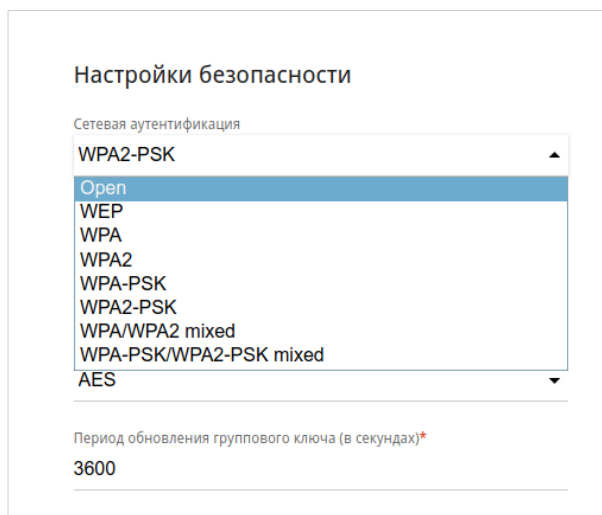 Настройки безопасности
Сетевая аутентификация
WPA2-PSK
Open
WEP
WPA
WPA2
WPA-PSK
WPA2-PSK
WPA/WPA2 mixed
WPA-PSK/WPA2-PSK mixed
AES
Период обновления группового ключа (в секундах)*
3600